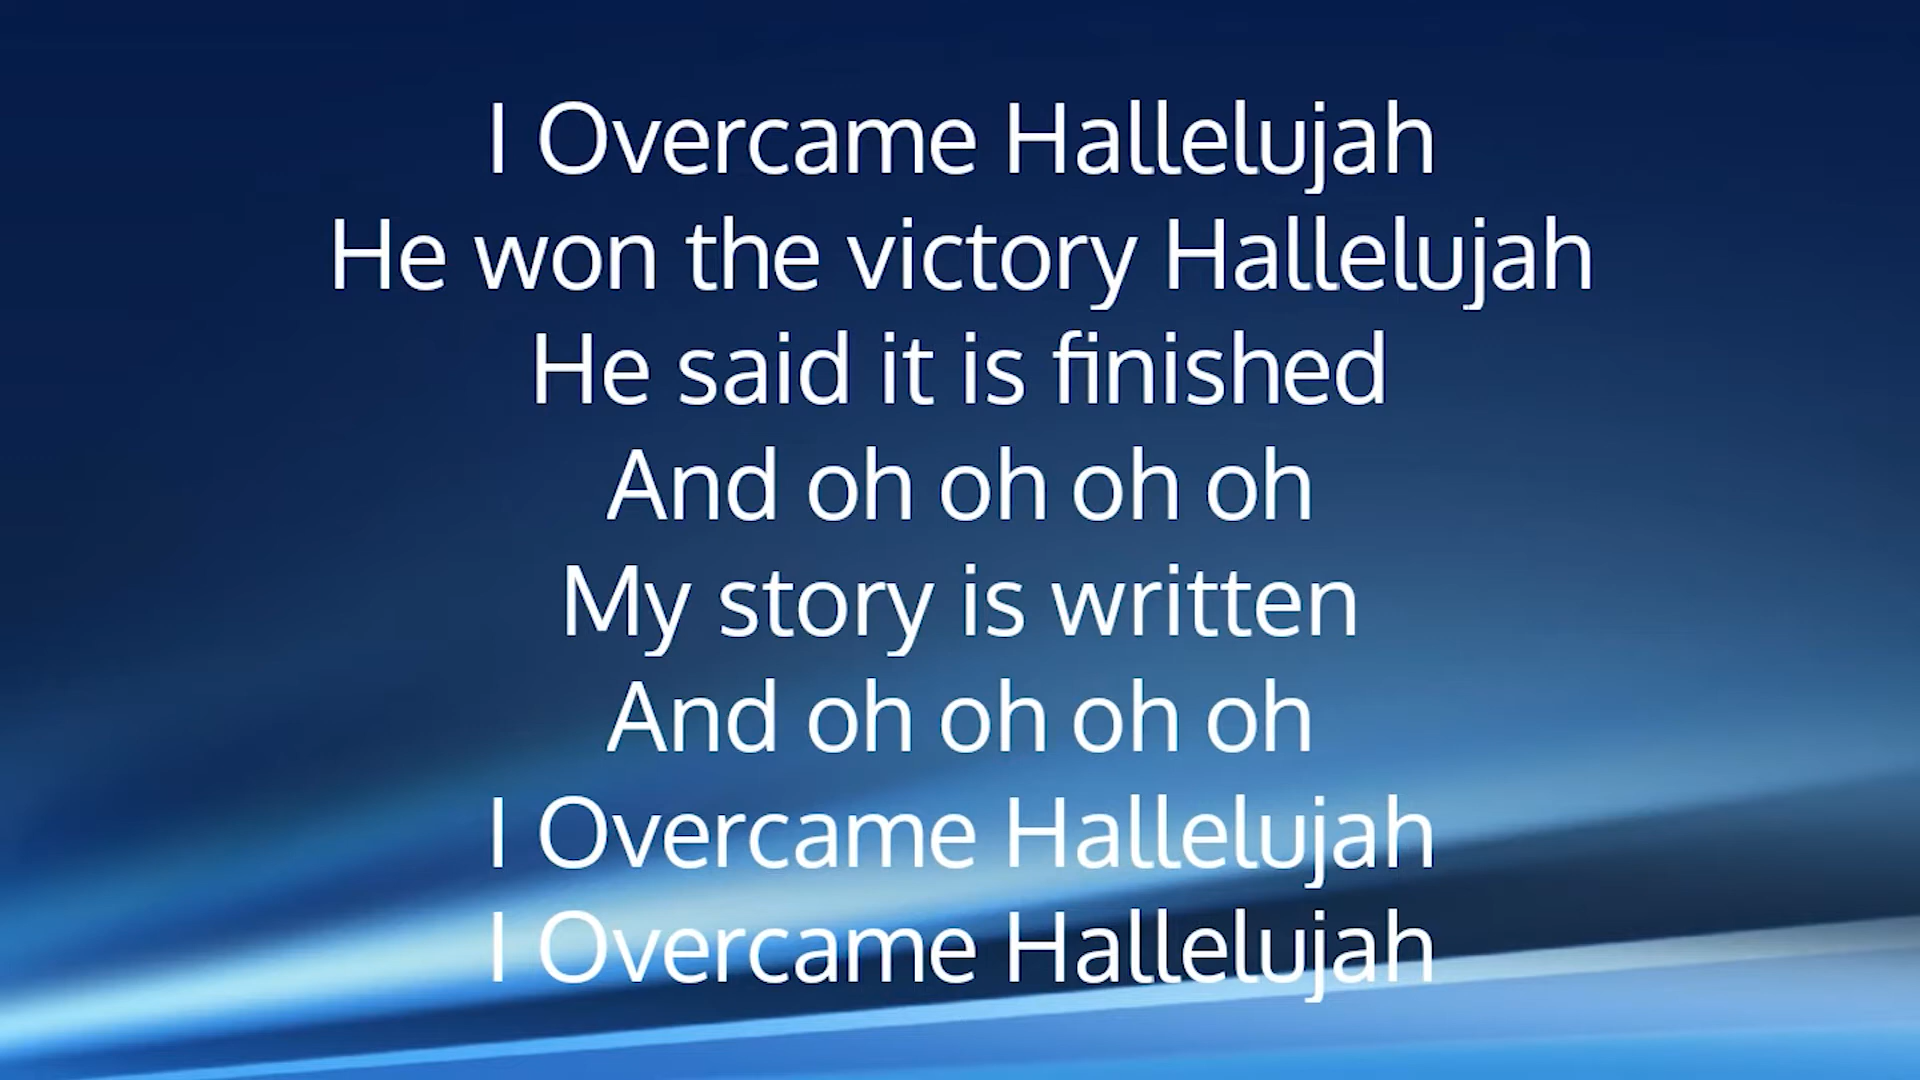 I Overcame Hallelujah
He won the victory Hallelujah
He said it is finished
And oh oh oh oh
My story is written
And oh oh oh oh
I Overcame Hallelujah
I Overcame Hallelujah